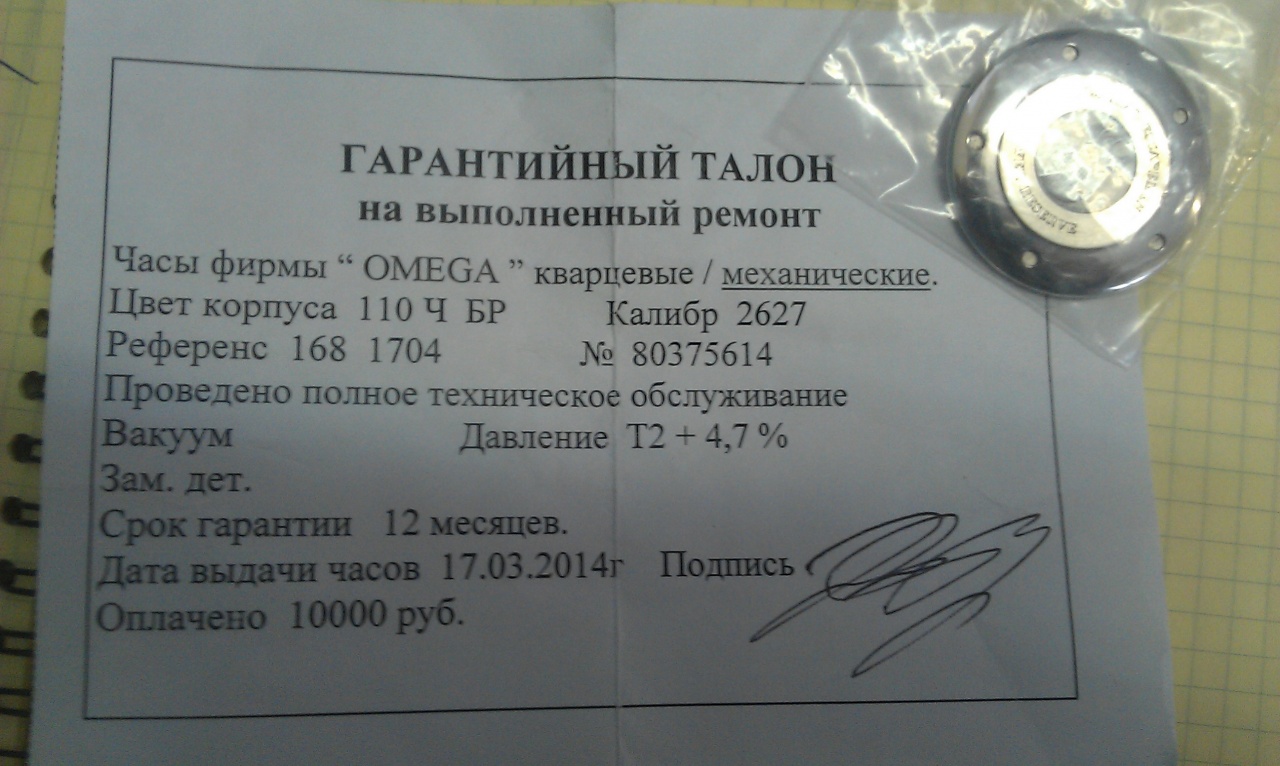 ГАРАНТИЙНЫЙ ТАЛОН
на выполненный ремонт
Часы фирмы “ OMEGA ” кварцевые / механические.
Цвет корпуса 110 Ч БР Калибр 2627
Референс 168 1704 № 80375614
Проведено полное техническое обслуживание
Вакуум Давление Т2 + 4,7 %
Зам. дет.
Срок гарантии 12 месяцев.
Дата выдачи часов 17.03.2014г Подпись
Оплачено 10000 руб.